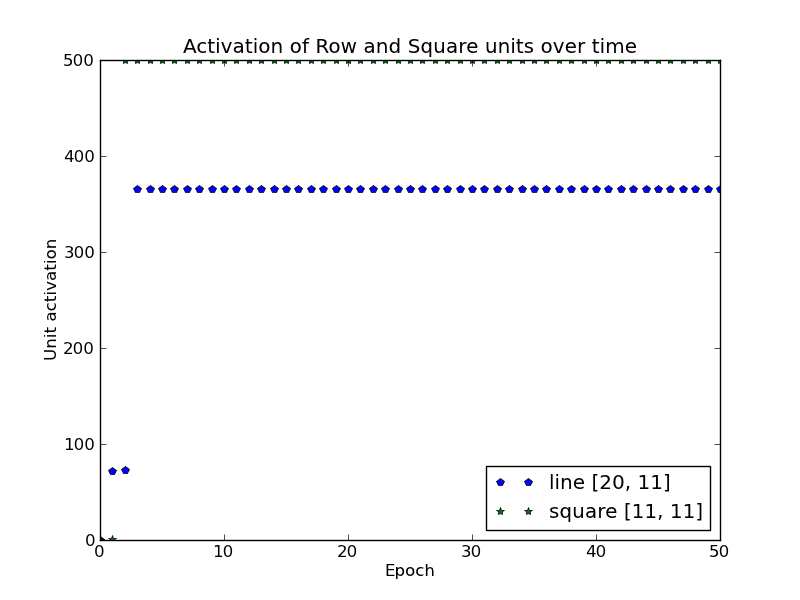 Activation of Row and Square units over time
500
400
300
200
100
0
Unit activation
line [20, 11]
square [11, 11]
0 10 20 30 40 50
Epoch